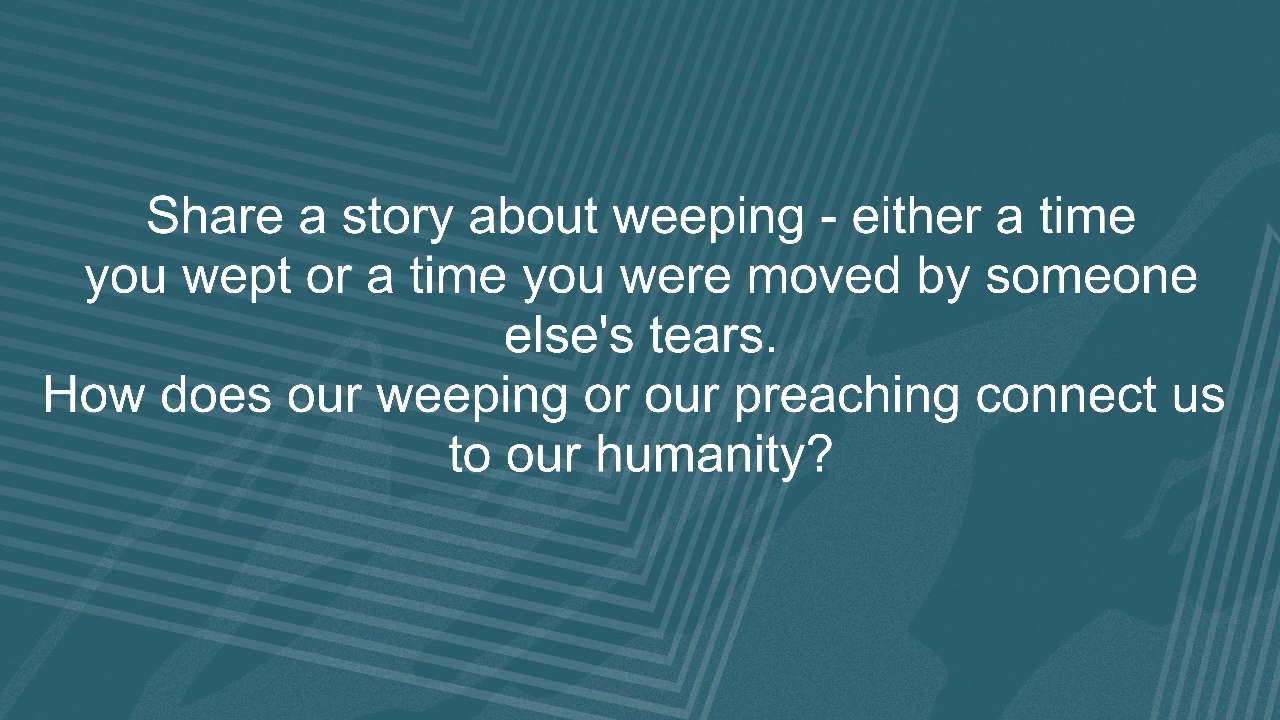 Share a story about weeping - either a time
you wept or a time you were moved by someone
else's tears.
How does our weeping or our preaching connect us
to our humanity?